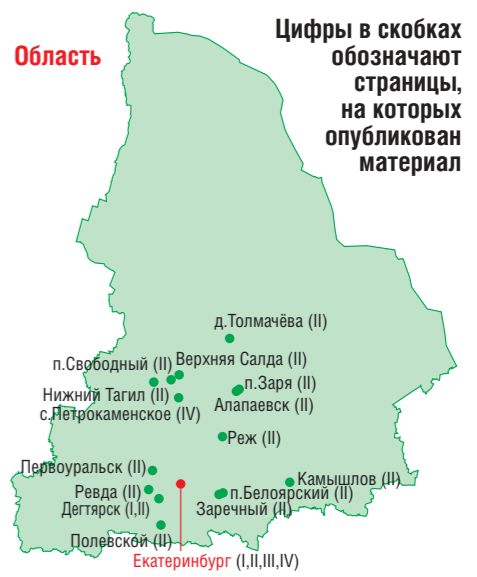 Область
Цифры в скобках
обозначают
страницы,
на которых
опубликован
материал
д.Толмачёва (II)
п.Свободный (II)
Верхняя Салда (II)
Нижний Тагил (II)
п.Заря (II)
с.Петрокаменское (IV)
Алапаевск (II)
Реж (II)
Первоуральск (II)
Камышлов (II)
Ревда (II)
п.Белоярский (II)
Дегтярск (I,II)
Заречный (II)
Полевской (II)
Екатеринбург (I,II,III,IV)